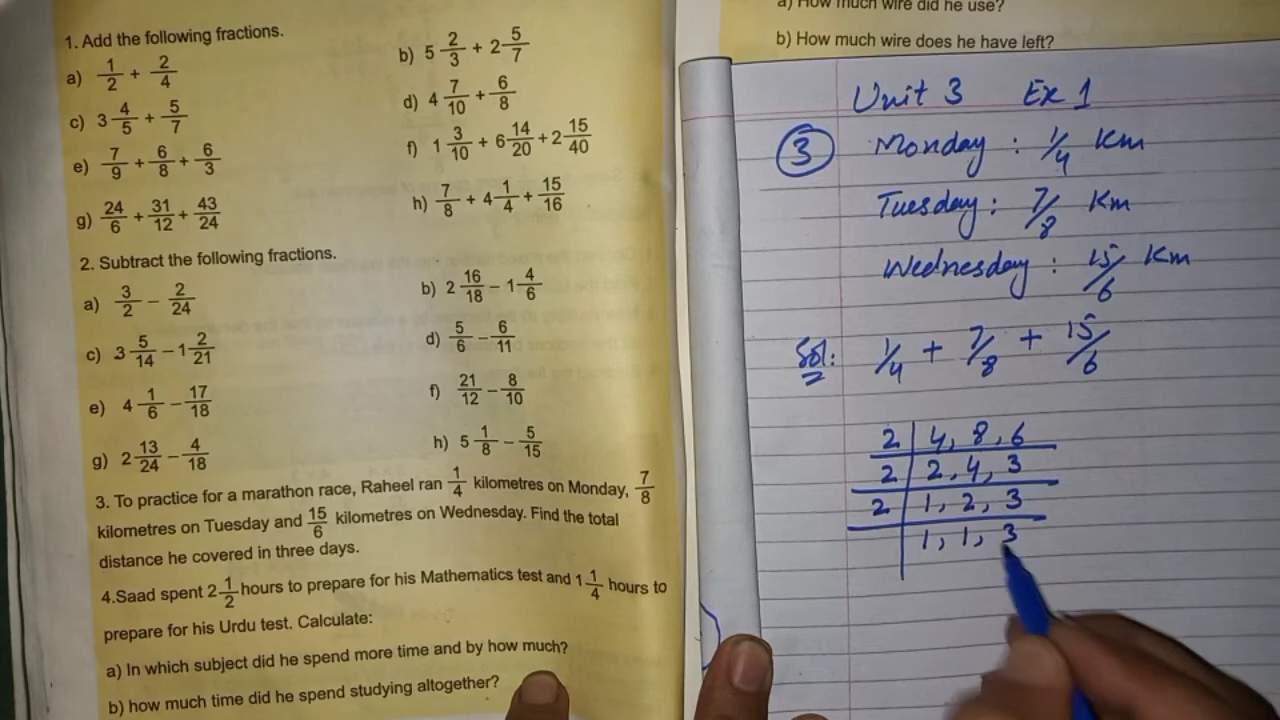 1. Add the following fractions.
a) 1/2 + 2/4
b) 5 2/3 + 2 5/7
c) 3 4/5 + 5/7
d) 4 7/10 + 6/8
e) 7/9 + 6/8 + 6/3
f) 1 3/10 + 6 14/20 + 2 15/40
g) 24/6 + 31/12 + 43/24
h) 7/8 + 4 1/4 + 15/16
2. Subtract the following fractions.
a) 3/2 − 2/24
b) 2 16/18 − 1 4/6
c) 3 5/14 − 1 2/21
d) 5/6 − 6/11
e) 4 1/6 − 17/18
f) 21/12 − 8/10
g) 2 13/24 − 4/18
h) 5 1/8 − 5/15
3. To practice for a marathon race, Raheel ran 1/4 kilometres on Monday, 7/8
kilometres on Tuesday and 15/6 kilometres on Wednesday. Find the total
distance he covered in three days.
4.Saad spent 2 1/2 hours to prepare for his Mathematics test and 1 1/4 hours to
prepare for his Urdu test. Calculate:
a) In which subject did he spend more time and by how much?
b) how much time did he spend studying altogether?
a) How much wire did he use?
b) How much wire does he have left?
Unit 3 Ex 1
3 Monday : 1/4 Km
Tuesday : 7/8 Km
Wednesday : 15/6 Km
Sol: 1/4 + 7/8 + 15/6
2 | 4, 8, 6
2 | 2, 4, 3
2 | 1, 2, 3
| 1, 1, 3